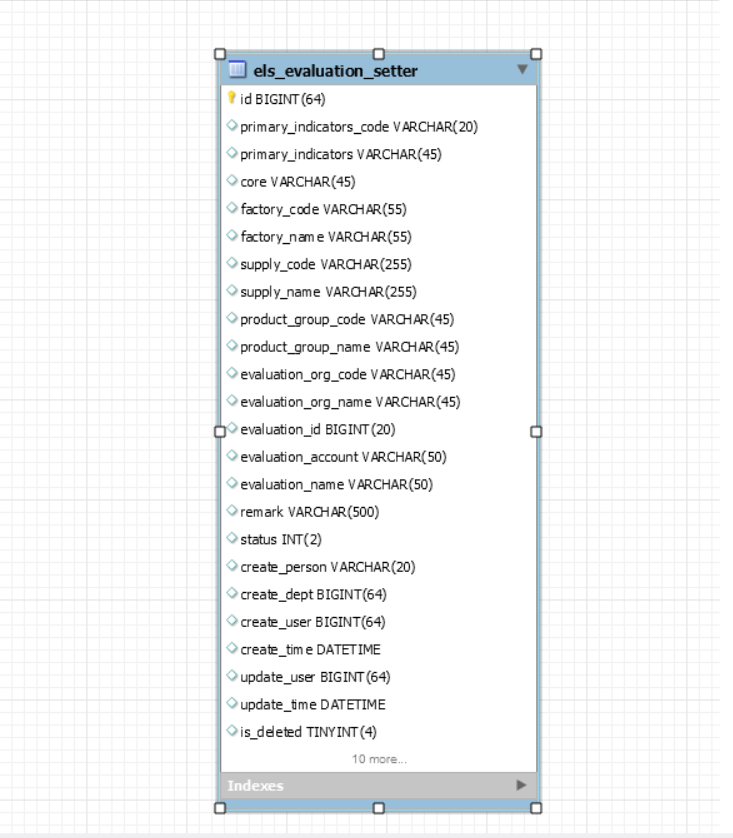 els_evaluation_setter
id BIGINT(64)
primary_indicators_code VARCHAR(20)
primary_indicators VARCHAR(45)
core VARCHAR(45)
factory_code VARCHAR(55)
factory_name VARCHAR(55)
supply_code VARCHAR(255)
supply_name VARCHAR(255)
product_group_code VARCHAR(45)
product_group_name VARCHAR(45)
evaluation_org_code VARCHAR(45)
evaluation_org_name VARCHAR(45)
evaluation_id BIGINT(20)
evaluation_account VARCHAR(50)
evaluation_name VARCHAR(50)
remark VARCHAR(500)
status INT(2)
create_person VARCHAR(20)
create_dept BIGINT(64)
create_user BIGINT(64)
create_time DATETIME
update_user BIGINT(64)
update_time DATETIME
is_deleted TINYINT(4)
10 more...
Indexes